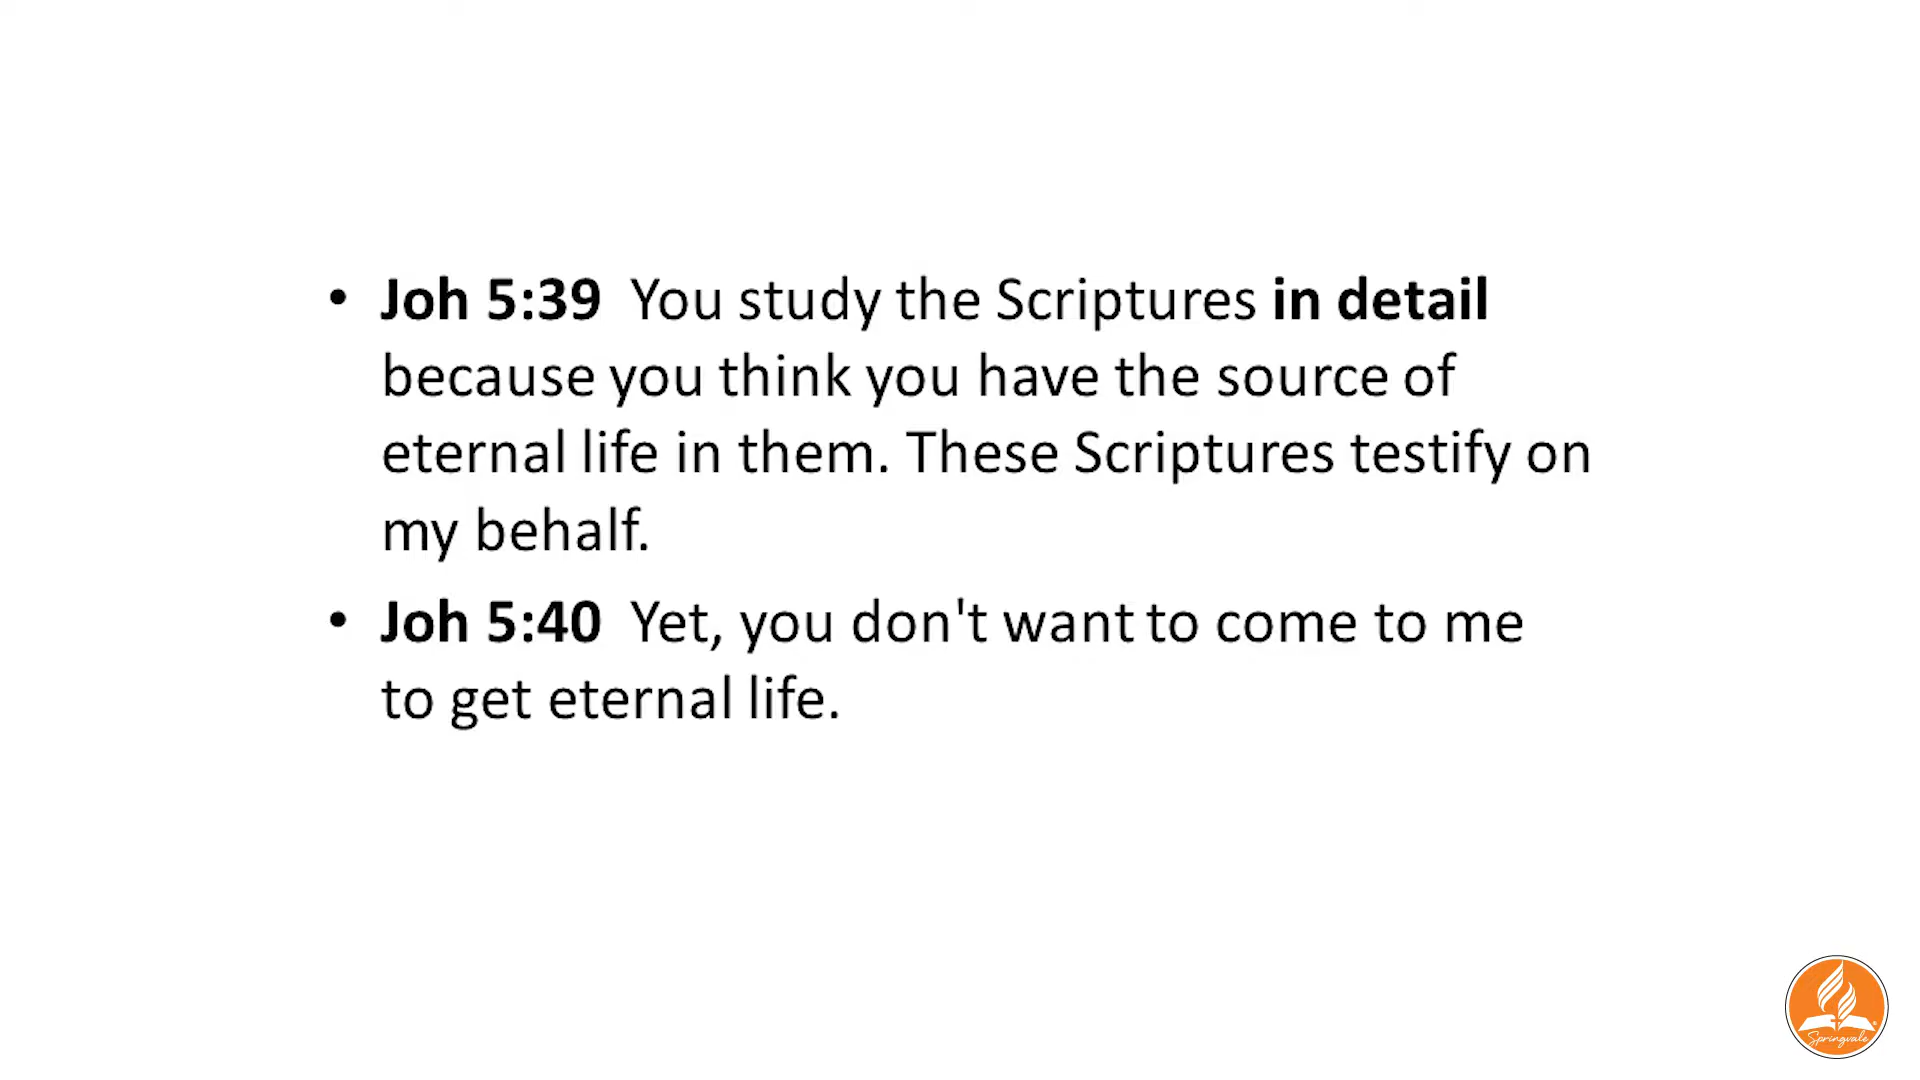 • Joh 5:39  You study the Scriptures in detail
because you think you have the source of
eternal life in them. These Scriptures testify on
my behalf.
• Joh 5:40  Yet, you don't want to come to me
to get eternal life.
Springvale